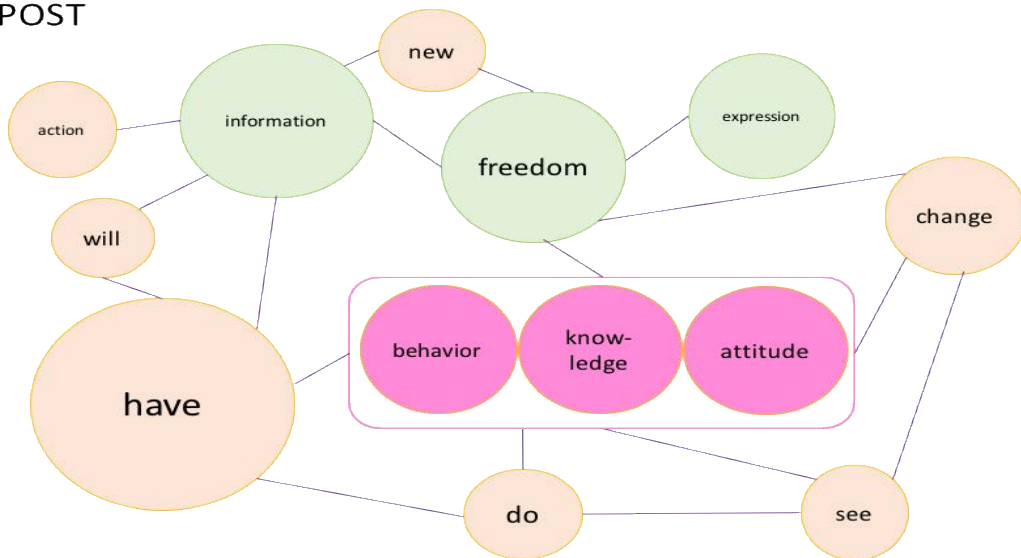 POST
new
action
information
expression
freedom
change
will
behavior
know-
ledge
attitude
have
do
see